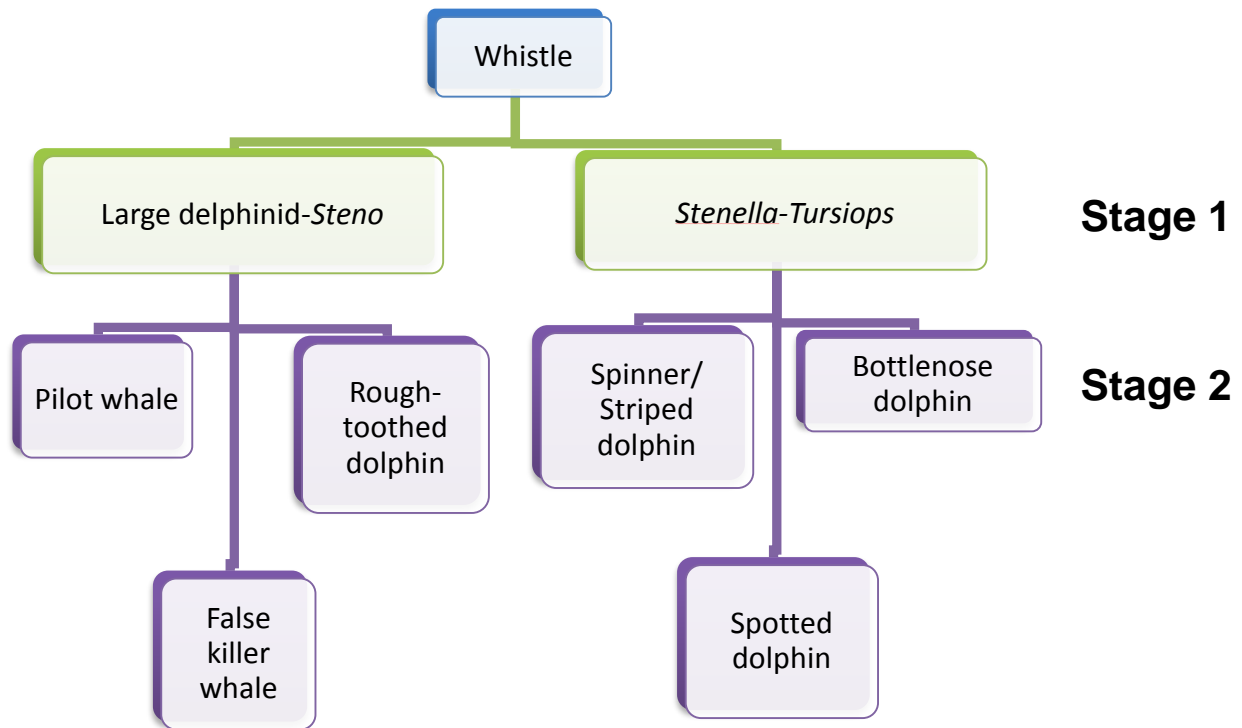 Whistle
Large delphinid-Steno
Stenella-Tursiops
Stage 1
Pilot whale
Rough-
toothed
dolphin
Spinner/
Striped
dolphin
Bottlenose
dolphin
Stage 2
False
killer
whale
Spotted
dolphin